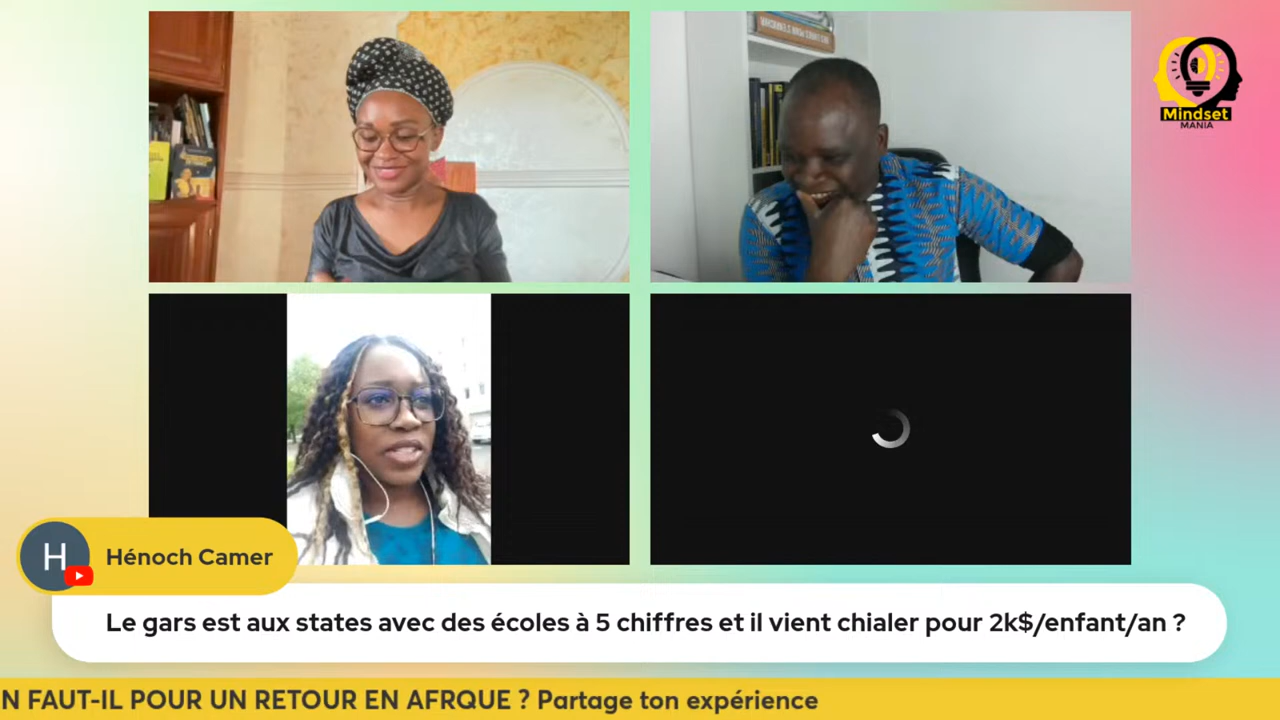 Mindset
MANIA
H
Hénoch Camer
Le gars est aux states avec des écoles à 5 chiffres et il vient chialer pour 2k$/enfant/an ?
N FAUT-IL POUR UN RETOUR EN AFRQUE ? Partage ton expérience